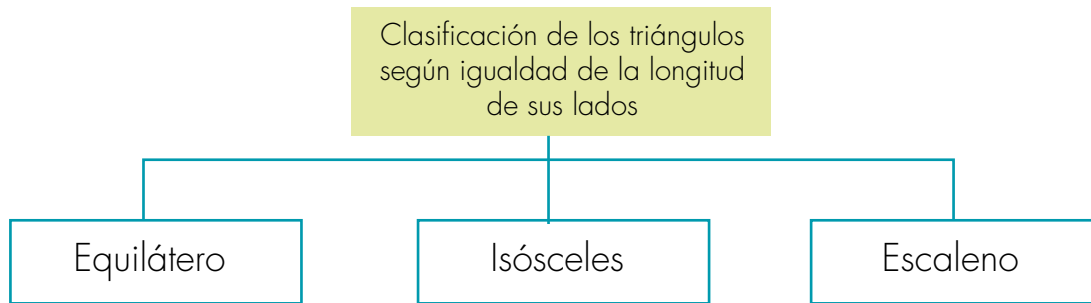 Clasificación de los triángulos
según igualdad de la longitud
de sus lados
Equilátero
Isósceles
Escaleno